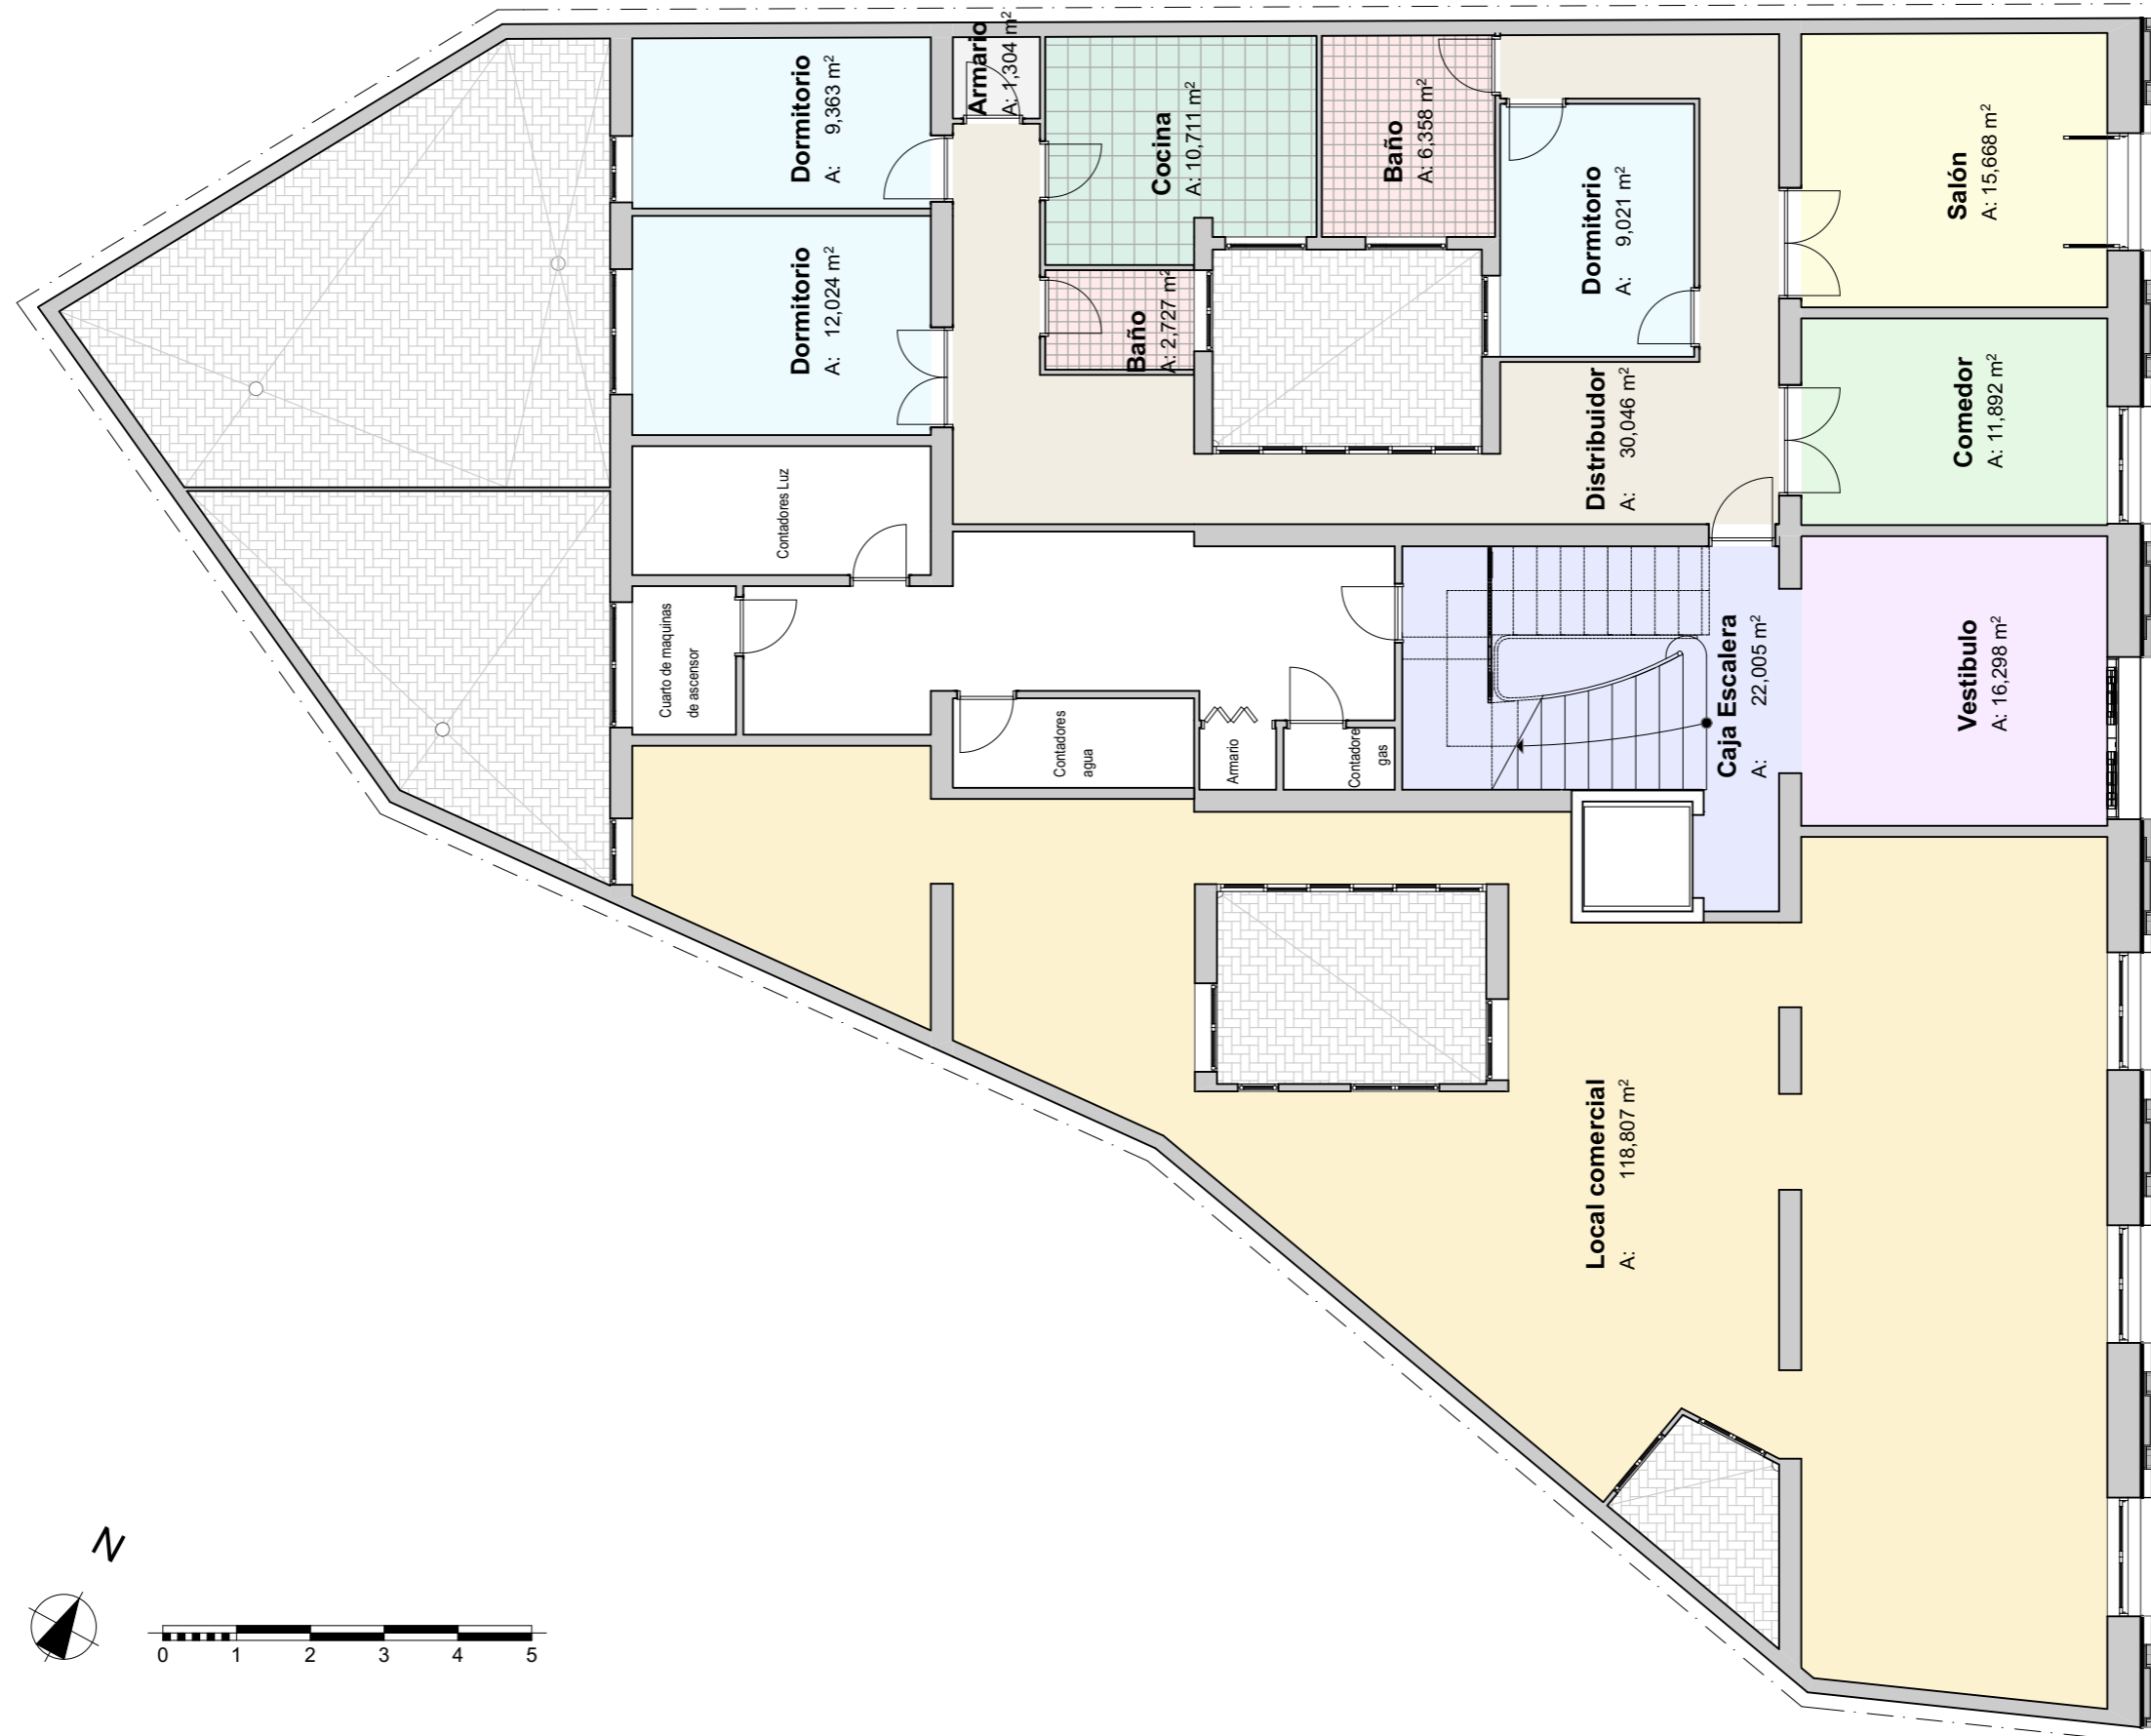 Armario
A: 1,304 m²
Dormitorio
A: 9,363 m²
Cocina
A: 10,711 m²
Baño
A: 6,358 m²
Salón
A: 15,668 m²
Dormitorio
A: 9,021 m²
Dormitorio
A: 12,024 m²
Baño
A: 2,727 m²
Distribuidor
A: 30,046 m²
Comedor
A: 11,892 m²
Contadores Luz
Cuarto de maquinas
de ascensor
Caja Escalera
A: 22,005 m²
Vestibulo
A: 16,298 m²
Contadores
agua
Armario
Contadore
gas
Local comercial
A: 118,807 m²
N
0 1 2 3 4 5